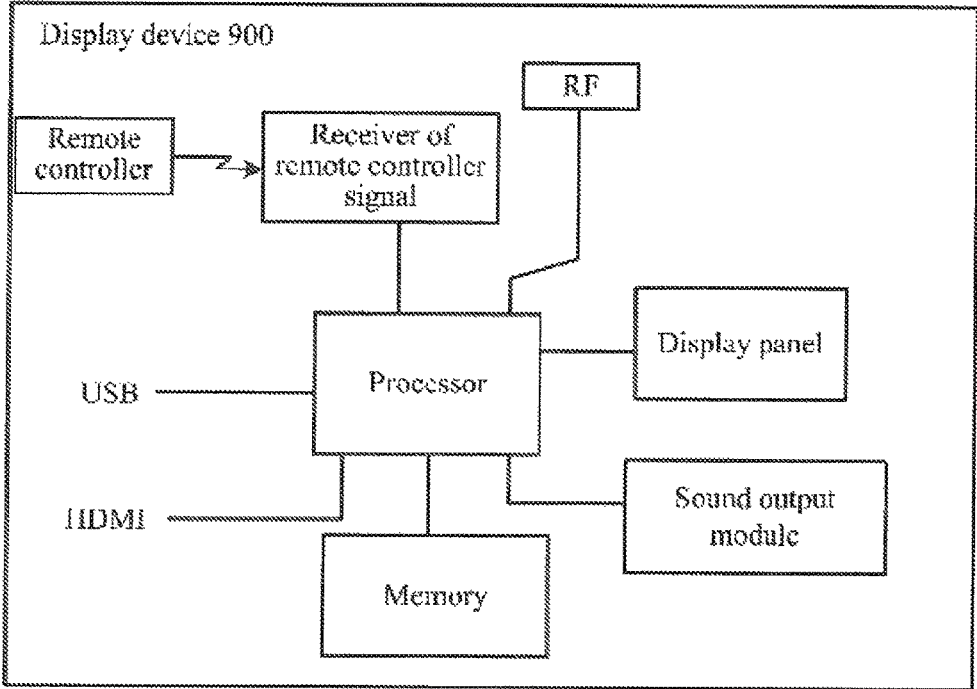 Display device 900
RF
Remote
controller
Receiver of
remote controller
signal
Display panel
Processor
USB
HDMI
Sound output
module
Memory